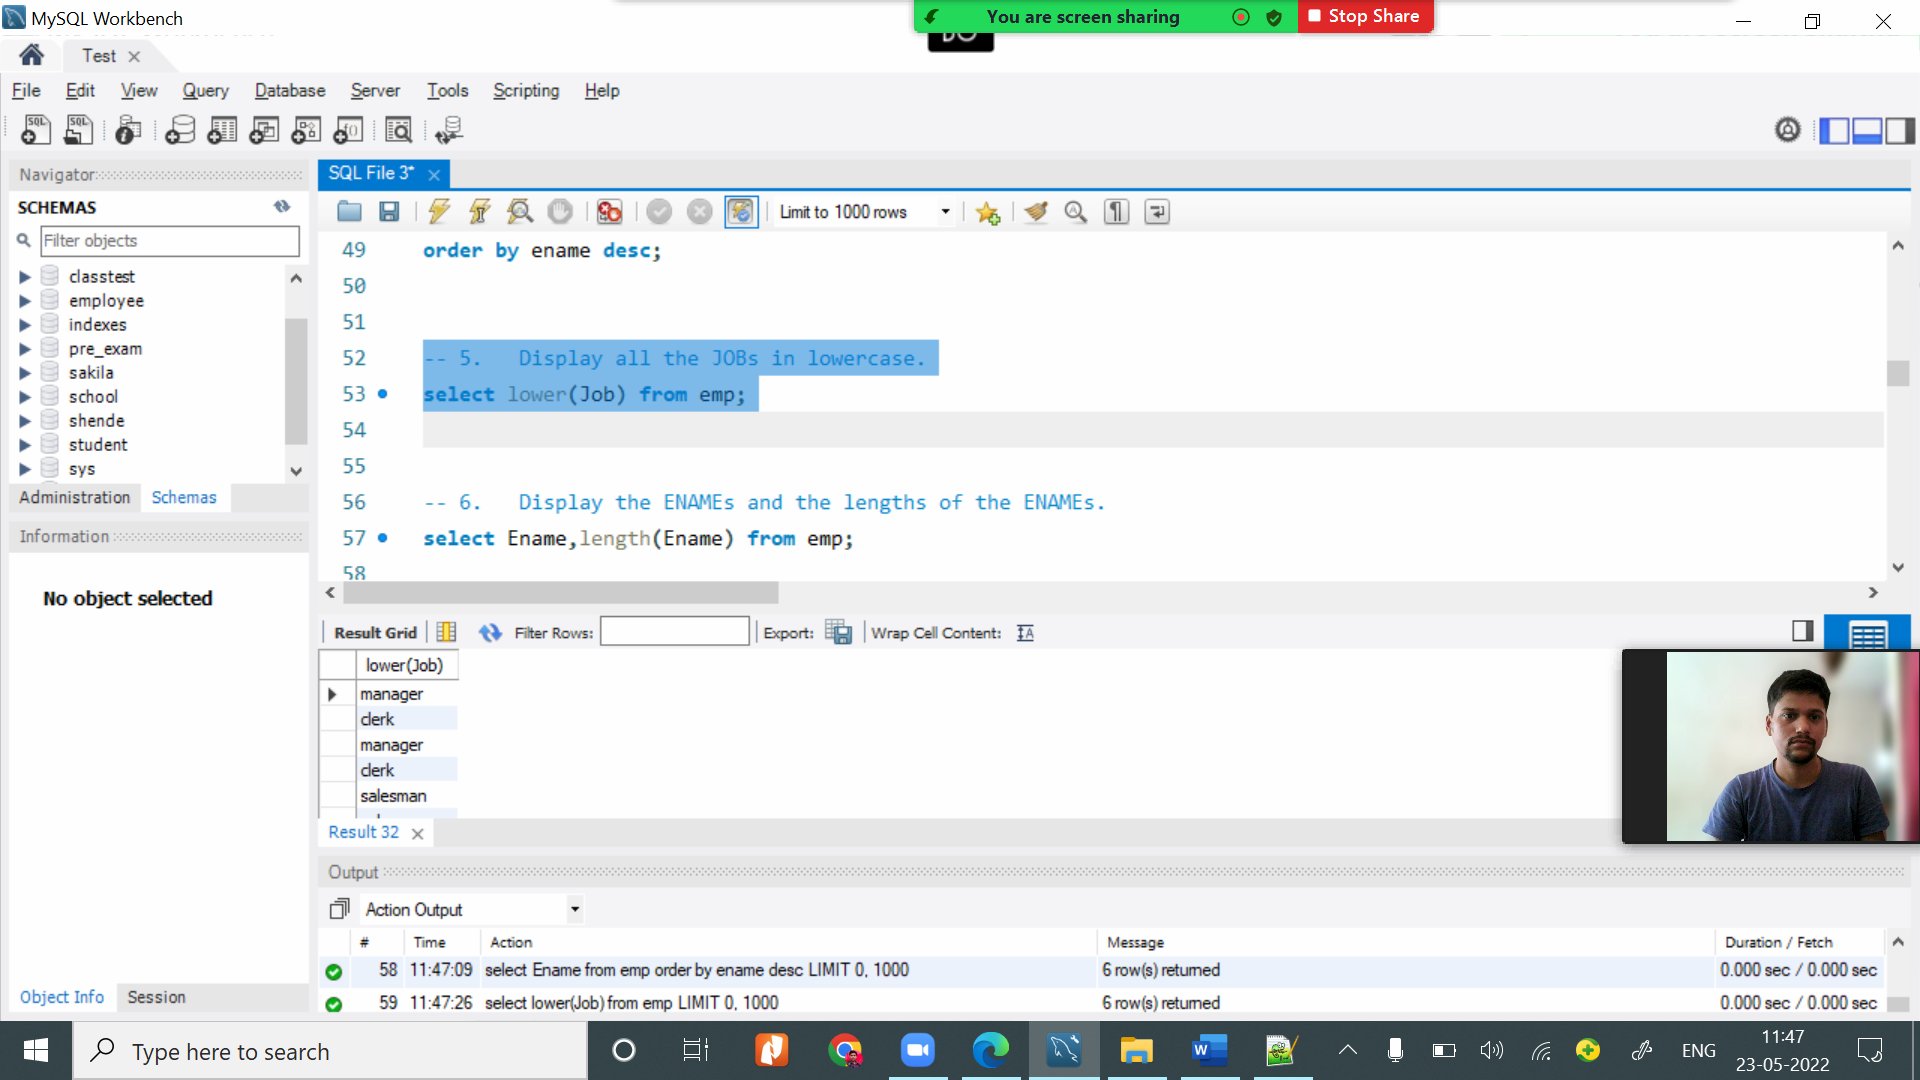 MySQL Workbench
You are screen sharing
Stop Share
Test
File Edit View Query Database Server Tools Scripting Help
Navigator
SQL File 3*
SCHEMAS
Limit to 1000 rows
Filter objects
classtest
employee
indexes
pre_exam
sakila
school
shende
student
sys
Administration Schemas
Information
No object selected
49 order by ename desc;
50
51
52 -- 5. Display all the JOBs in lowercase.
53 select lower(Job) from emp;
54
55
56 -- 6. Display the ENAMEs and the lengths of the ENAMEs.
57 select Ename,length(Ename) from emp;
58
Result Grid Filter Rows: Export: Wrap Cell Content:
lower(Job)
manager
clerk
manager
clerk
salesman
Result 32
Output
Action Output
# Time Action Message Duration / Fetch
58 11:47:09 select Ename from emp order by ename desc LIMIT 0, 1000 6 row(s) returned 0.000 sec / 0.000 sec
59 11:47:26 select lower(Job) from emp LIMIT 0, 1000 6 row(s) returned 0.000 sec / 0.000 sec
Object Info Session
Type here to search
ENG
11:47
23-05-2022